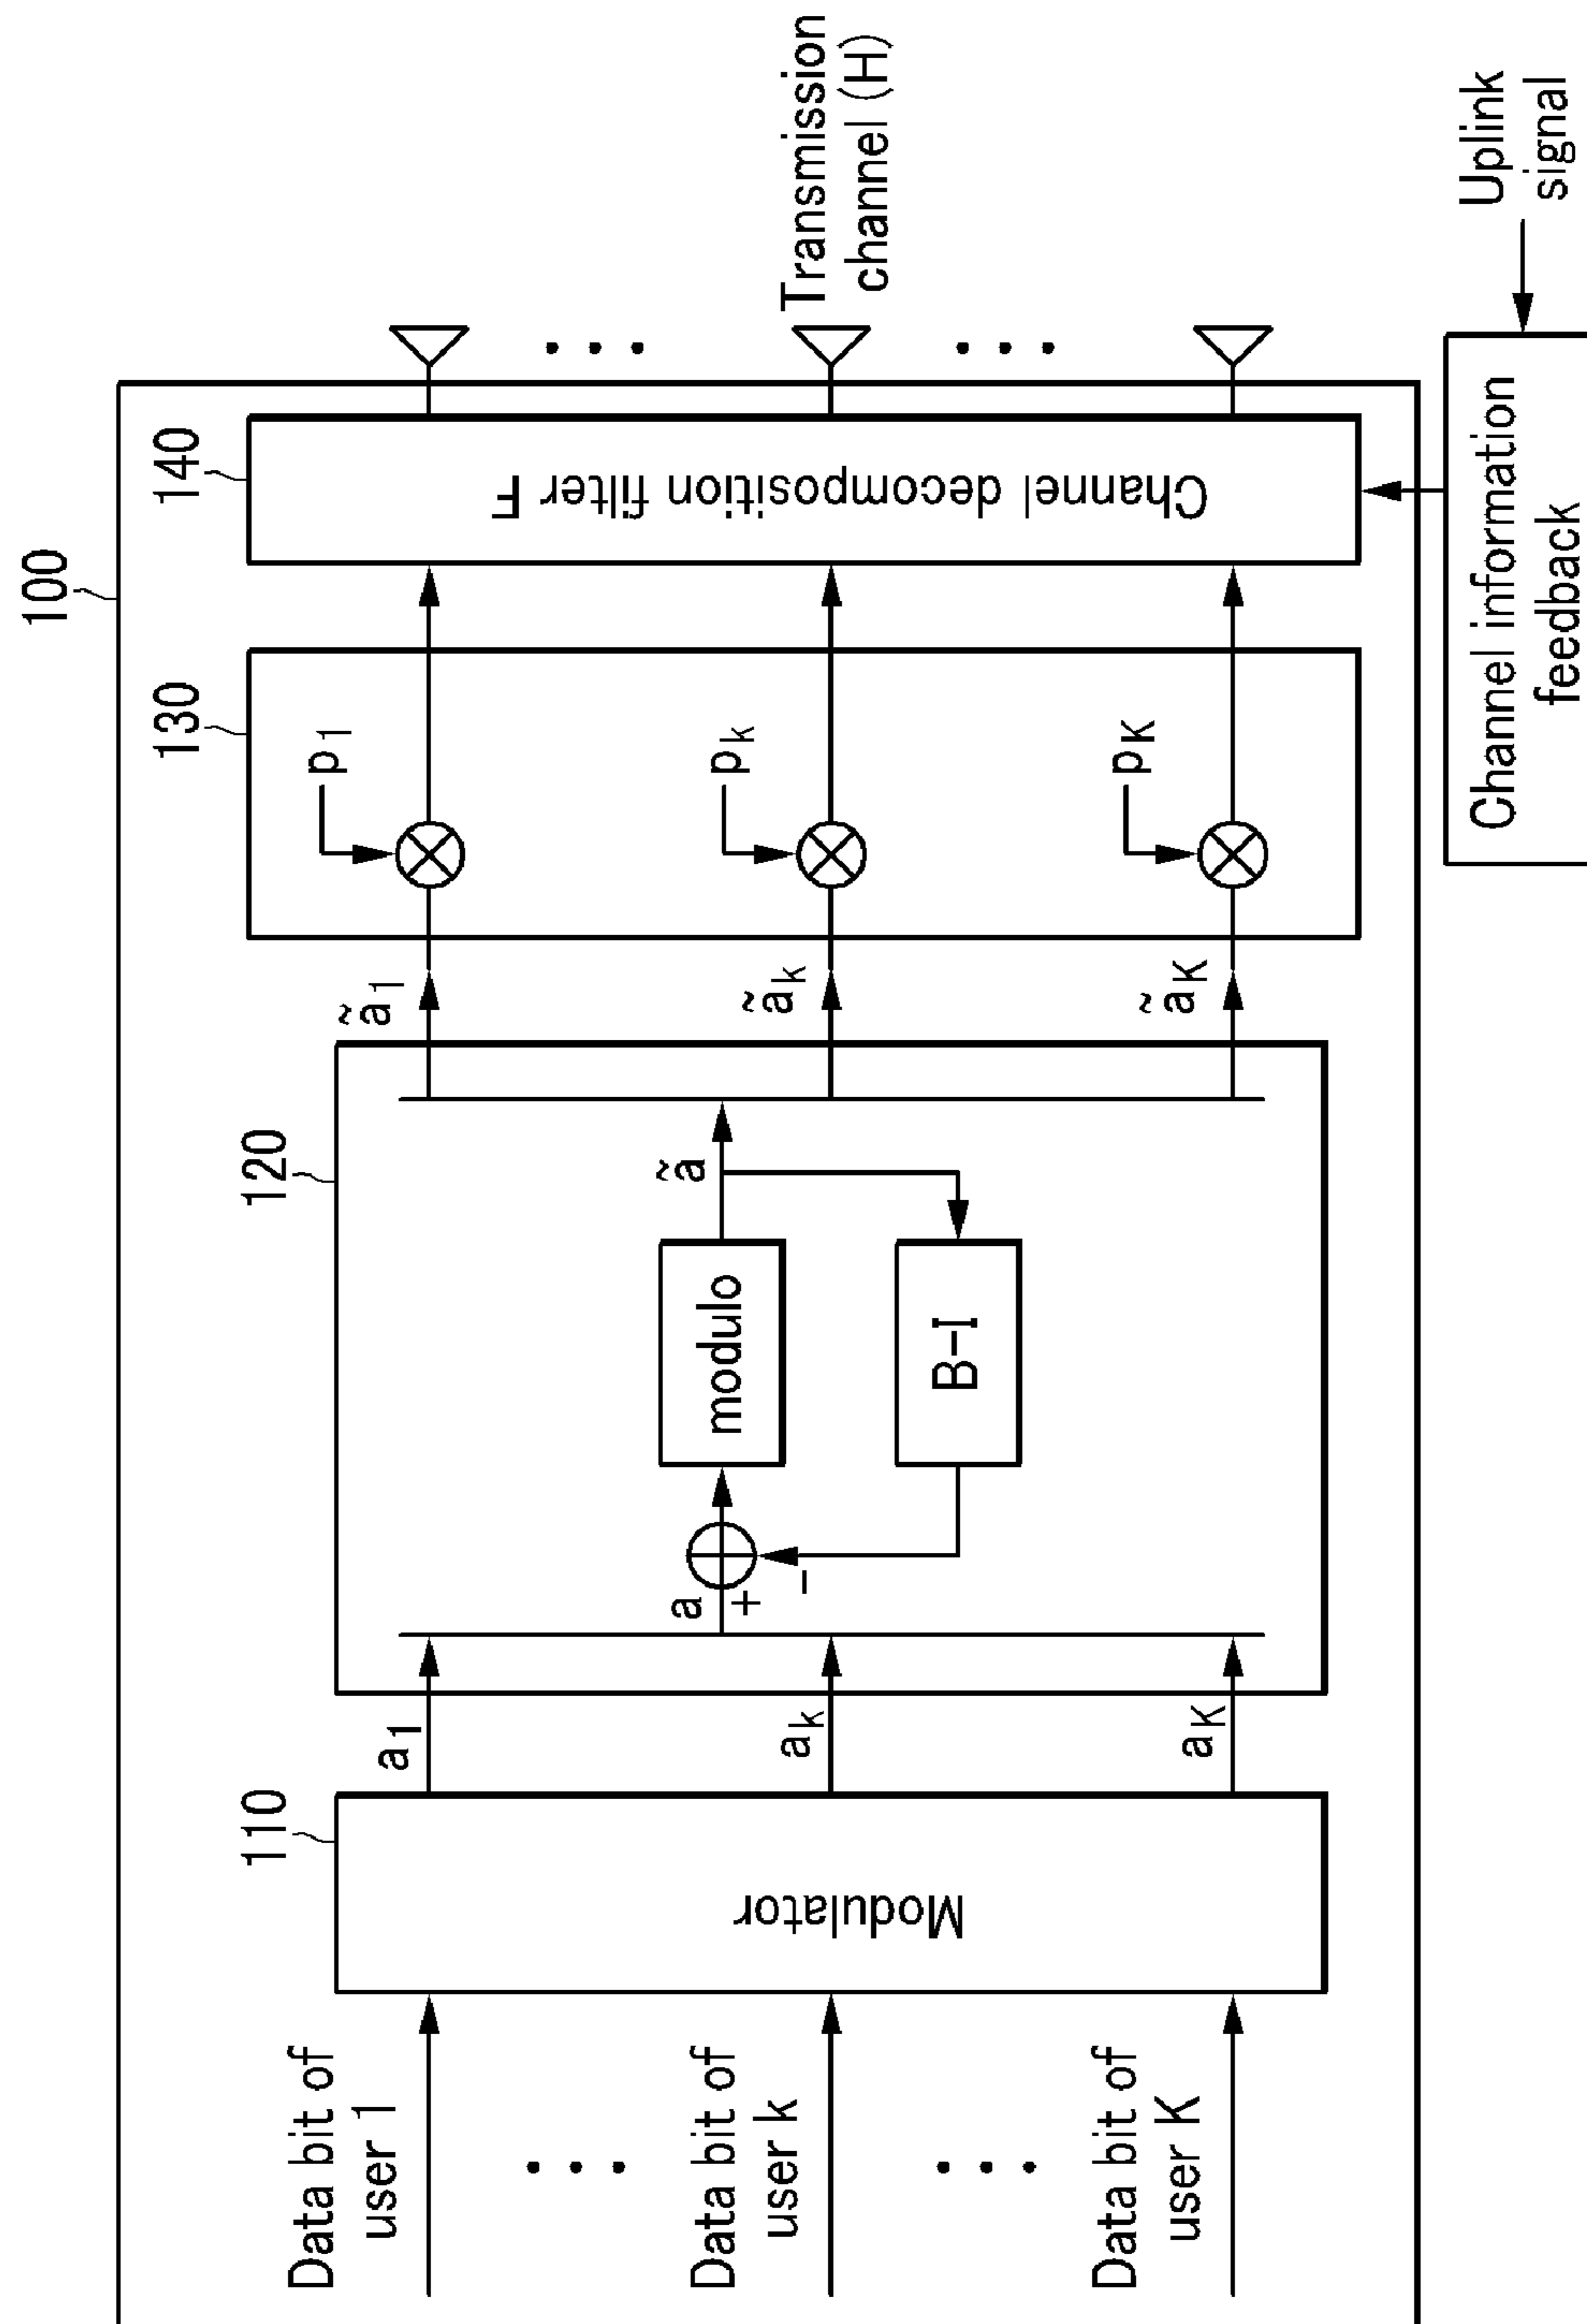 100
110
120
130
140
Data bit of
user 1
Data bit of
user k
Data bit of
user K
Modulator
a1
ak
aK
a
+
-
modulo
B-I
ã
ã1
ãk
ãK
p1
pk
pK
Channel decomposition filter F
Transmission
channel (H)
Channel information
feedback
Uplink
signal